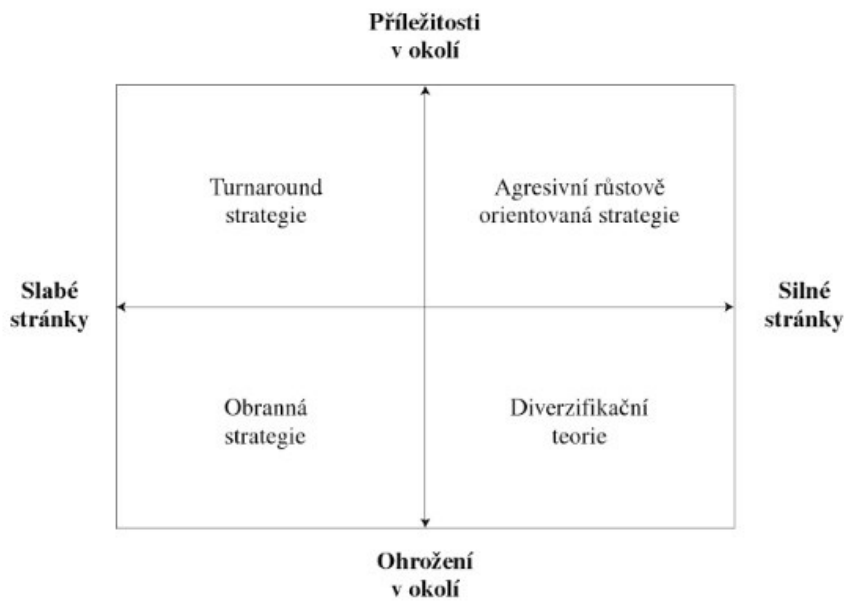 Příležitosti
v okolí
Turnaround
strategie
Agresivní růstově
orientovaná strategie
Slabé
stránky
Silné
stránky
Obranná
strategie
Diverzifikační
teorie
Ohrožení
v okolí